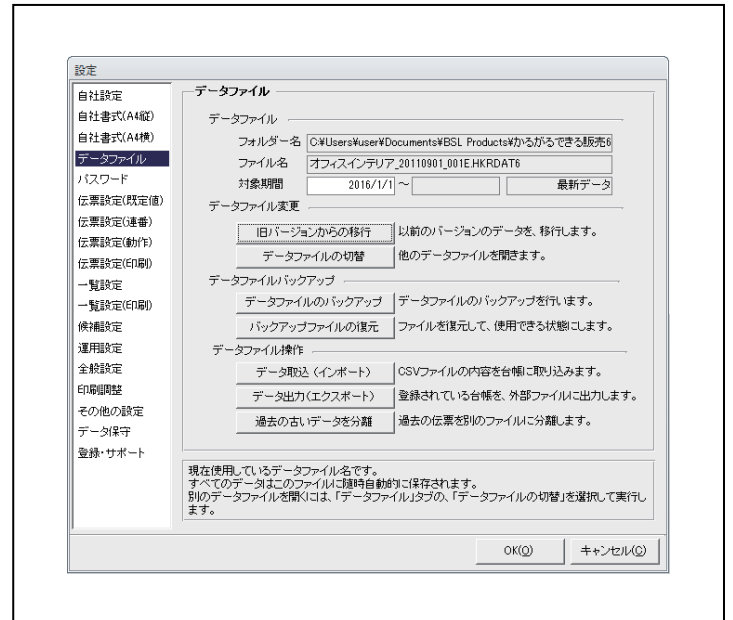 設定
自社設定
自社書式(A4縦)
自社書式(A4横)
データファイル
パスワード
伝票設定(既定値)
伝票設定(連番)
伝票設定(動作)
伝票設定(印刷)
一覧設定
一覧設定(印刷)
候補設定
運用設定
全般設定
印刷調整
その他の設定
データ保守
登録・サポート
データファイル
データファイル
フォルダー名 C:¥Users¥user¥Documents¥BSL Products¥かるがるできる販売6
ファイル名 オフィスインテリア_20110901_001E.HKRDAT6
対象期間 2016/1/1 ～ 最新データ
データファイル変更
旧バージョンからの移行 以前のバージョンのデータを、移行します。
データファイルの切替 他のデータファイルを開きます。
データファイルバックアップ
データファイルのバックアップ データファイルのバックアップを行います。
バックアップファイルの復元 ファイルを復元して、使用できる状態にします。
データファイル操作
データ取込（インポート） CSVファイルの内容を台帳に取り込みます。
データ出力(エクスポート) 登録されている台帳を、外部ファイルに出力します。
過去の古いデータを分離 過去の伝票を別のファイルに分離します。
現在使用しているデータファイル名です。
すべてのデータはこのファイルに随時自動的に保存されます。
別のデータファイルを開くには、「データファイル」タブの、「データファイルの切替」を選択して実行し
ます。
OK(O) キャンセル(C)